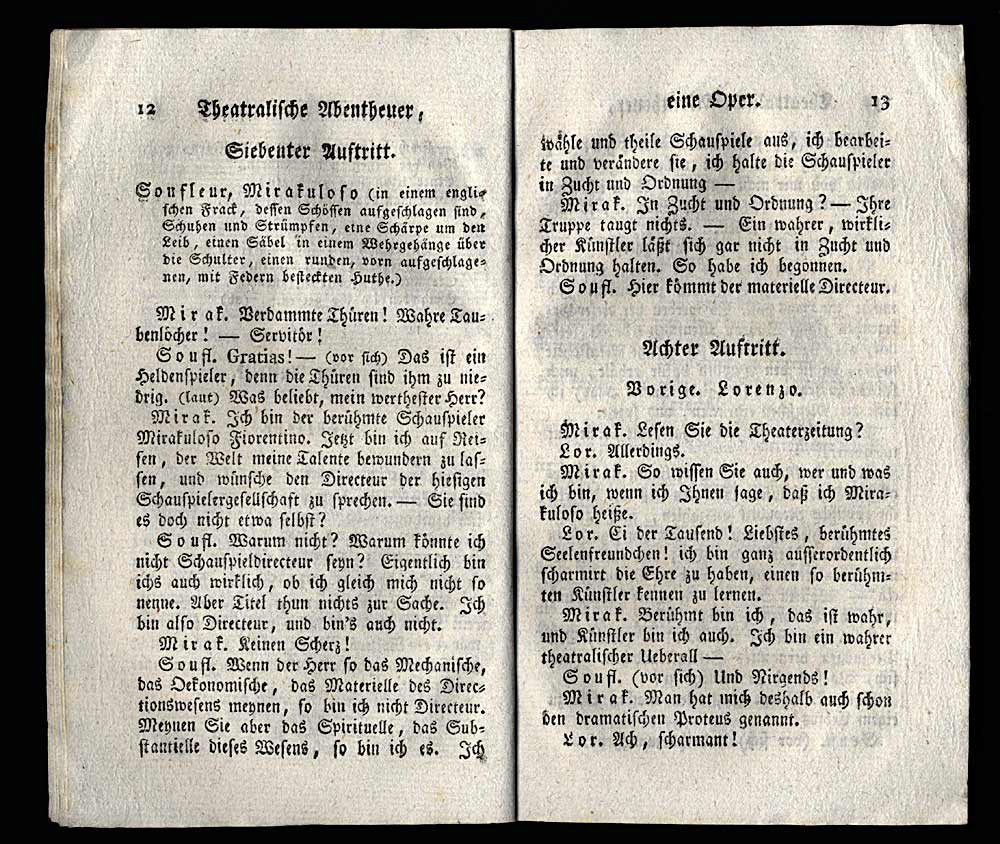 12 Theatralische Abentheuer,
Siebenter Auftritt.
Soufleur, Mirakuloso (in einem engli-
schen Frack, dessen Schössen aufgeschlagen sind,
Schuhen und Strümpfen, eine Schärpe um den
Leib, einen Säbel in einem Wehrgehänge über
die Schulter, einen runden, vorn aufgeschlage-
nen, mit Federn besteckten Huthe.)
Mirak. Verdammte Thüren! Wahre Tau-
benlöcher! — Servitör!
Soufl. Gratias! — (vor sich) Das ist ein
Heldenspieler, denn die Thüren sind ihm zu nie-
drig. (laut) Was beliebt, mein werthester Herr?
Mirak. Ich bin der berühmte Schauspieler
Mirakuloso Fiorentino. Jetzt bin ich auf Rei-
sen, der Welt meine Talente bewundern zu las-
sen, und wünsche den Directeur der hiesigen
Schauspielergesellschaft zu sprechen. — Sie sind
es doch nicht etwa selbst?
Soufl. Warum nicht? Warum könnte ich
nicht Schauspieldirecteur seyn? Eigentlich bin
ichs auch wirklich, ob ich gleich mich nicht so
nenne. Aber Titel thun nichts zur Sache. Ich
bin also Directeur, und bin's auch nicht.
Mirak. Keinen Scherz!
Soufl. Wenn der Herr so das Mechanische,
das Oekonomische, das Materielle des Direc-
tionswesens meynen, so bin ich nicht Directeur.
Meynen Sie aber das Spirituelle, das Sub-
stantielle dieses Wesens, so bin ich es. Ich
eine Oper. 13
wähle und theile Schauspiele aus, ich bearbei-
te und verändere sie, ich halte die Schauspieler
in Zucht und Ordnung —
Mirak. In Zucht und Ordnung? — Ihre
Truppe taugt nichts. — Ein wahrer, wirkli-
cher Künstler läßt sich gar nicht in Zucht und
Ordnung halten. So habe ich begonnen.
Soufl. Hier kömmt der materielle Directeur.
Achter Auftritt.
Vorige. Lorenzo.
Mirak. Lesen Sie die Theaterzeitung?
Lor. Allerdings.
Mirak. So wissen Sie auch, wer und was
ich bin, wenn ich Ihnen sage, daß ich Mira-
kuloso heiße.
Lor. Ei der Tausend! Liebstes, berühmtes
Seelenfreundchen! ich bin ganz ausserordentlich
scharmirt die Ehre zu haben, einen so berühm-
ten Künstler kennen zu lernen.
Mirak. Berühmt bin ich, das ist wahr,
und Künstler bin ich auch. Ich bin ein wahrer
theatralischer Ueberall —
Soufl. (vor sich) Und Nirgends!
Mirak. Man hat mich deshalb auch schon
den dramatischen Proteus genannt.
Lor. Ach, scharmant!